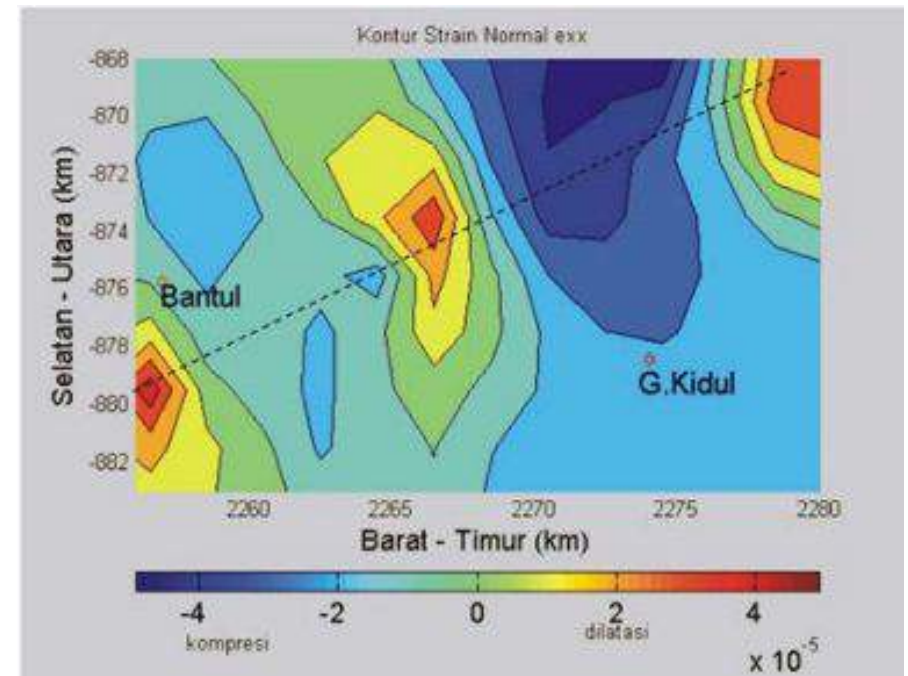 Kontur Strain Normal exx
-868
-870
-872
-874
-876
-878
-880
-882
Selatan - Utara (km)
Bantul
G.Kidul
2260 2265 2270 2275 2280
Barat - Timur (km)
-4 -2 0 2 4
kompresi dilatasi
x 10-5